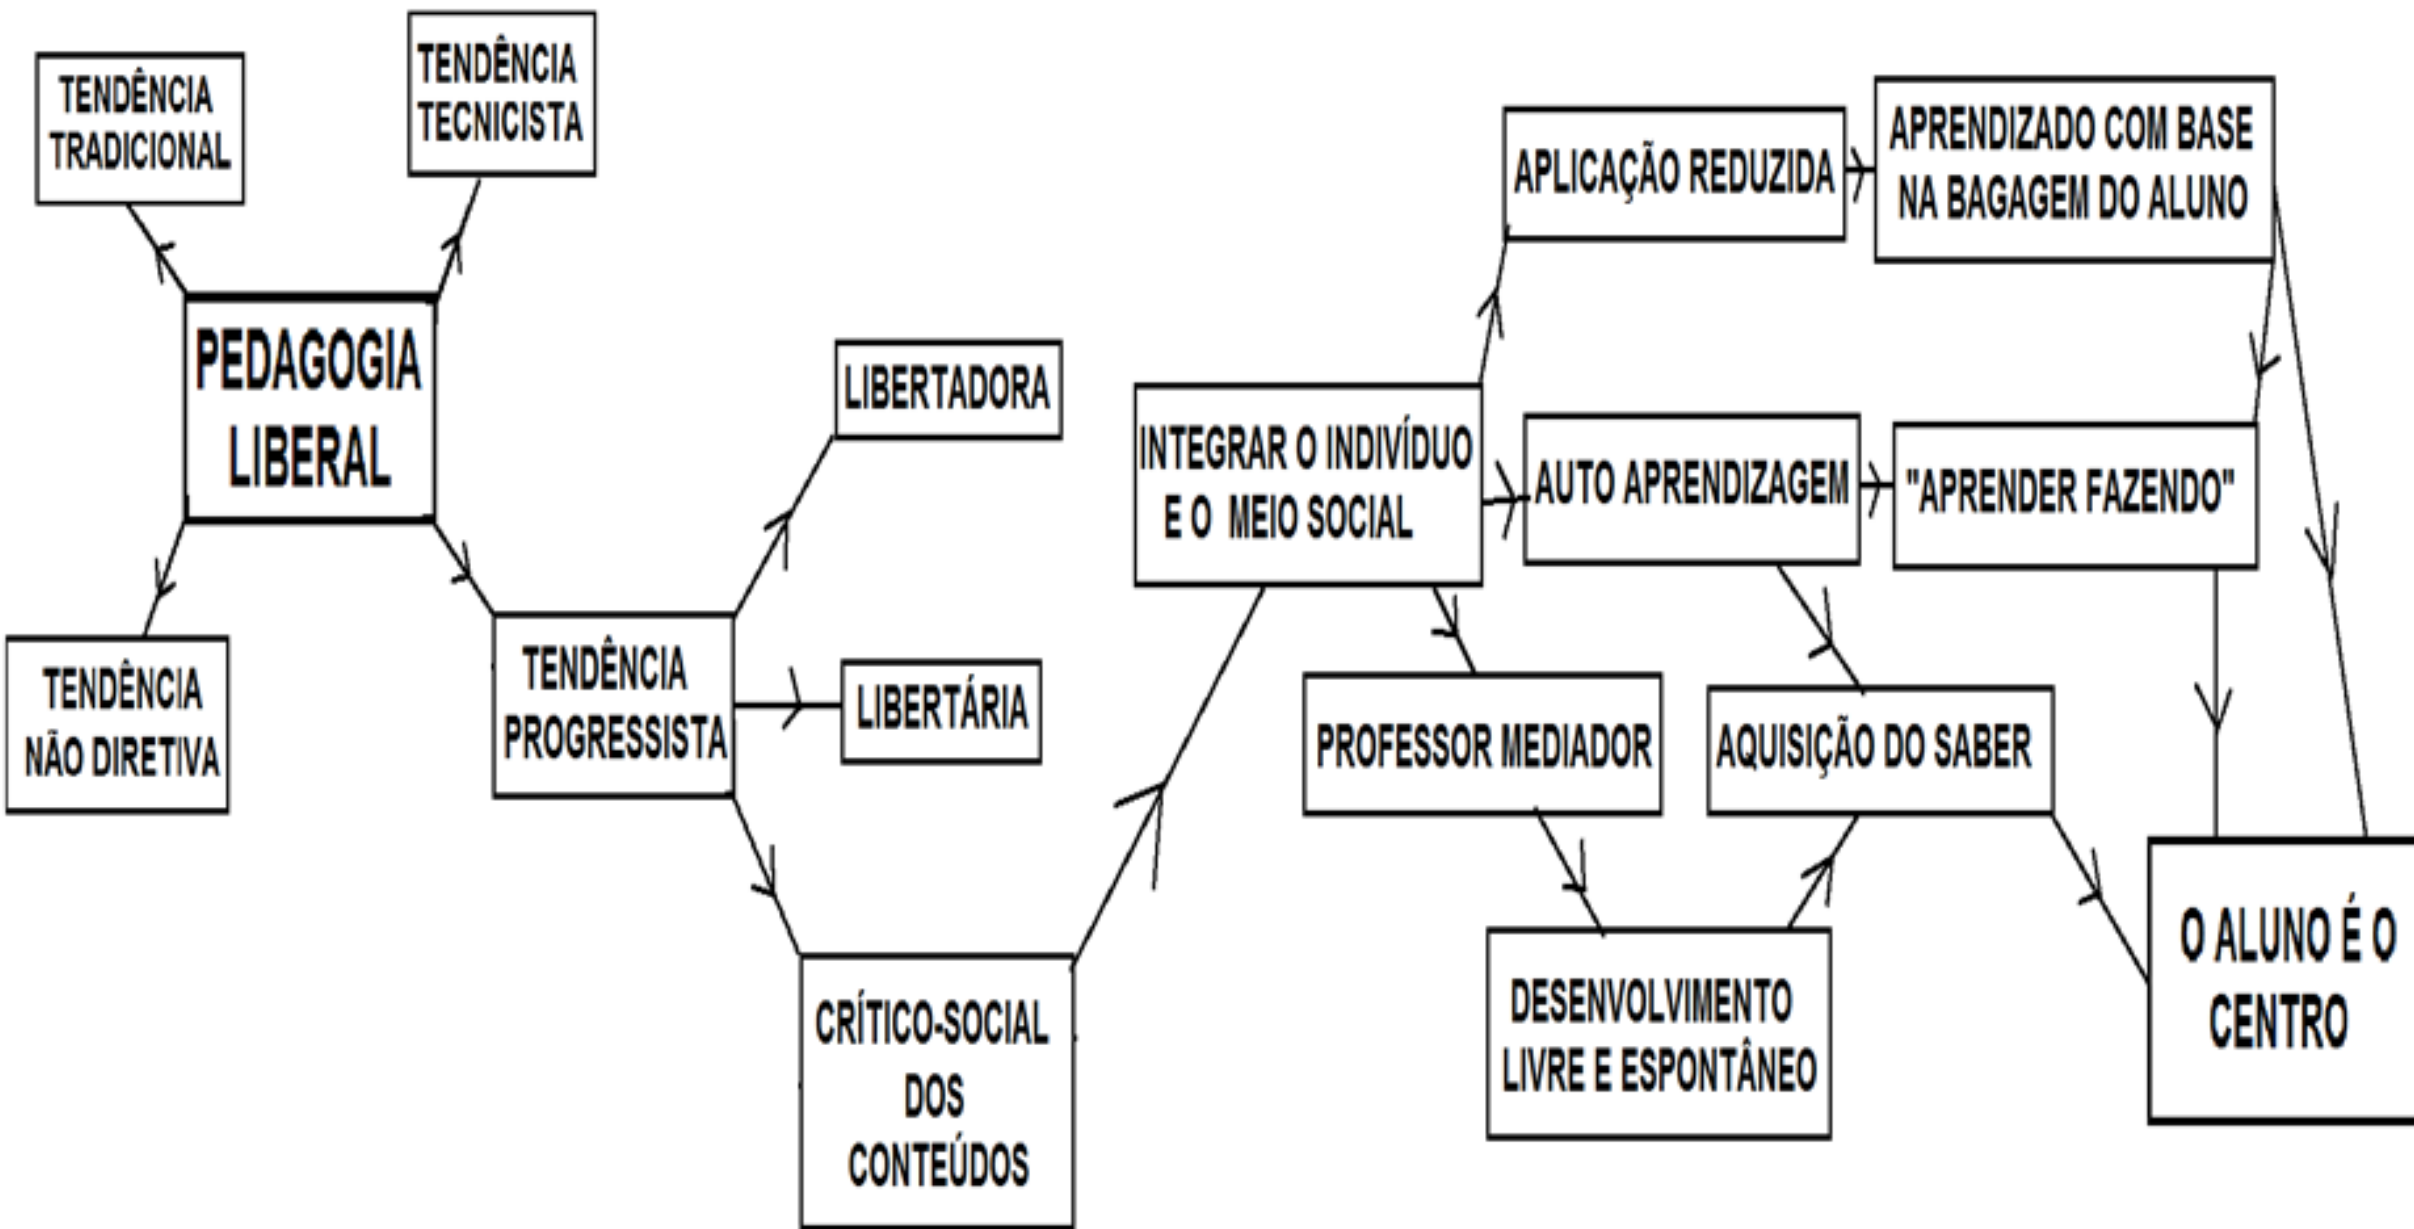 TENDÊNCIA
TRADICIONAL
TENDÊNCIA
TECNICISTA
PEDAGOGIA
LIBERAL
TENDÊNCIA
NÃO DIRETIVA
TENDÊNCIA
PROGRESSISTA
LIBERTADORA
LIBERTÁRIA
CRÍTICO-SOCIAL
DOS
CONTEÚDOS
INTEGRAR O INDIVÍDUO
E O MEIO SOCIAL
APLICAÇÃO REDUZIDA
APRENDIZADO COM BASE
NA BAGAGEM DO ALUNO
AUTO APRENDIZAGEM
"APRENDER FAZENDO"
PROFESSOR MEDIADOR
AQUISIÇÃO DO SABER
DESENVOLVIMENTO
LIVRE E ESPONTÂNEO
O ALUNO É O
CENTRO